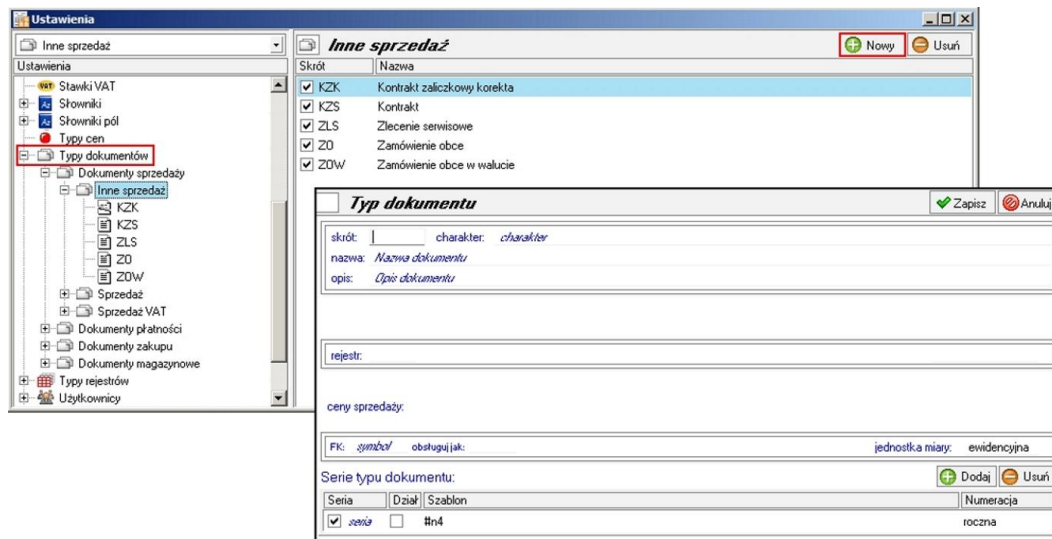 Ustawienia
Inne sprzedaż
Inne sprzedaż
Nowy
Usuń
Ustawienia
Skrót
Nazwa
Stawki VAT
Słowniki
Słowniki pól
Typy cen
Typy dokumentów
Dokumenty sprzedaży
Inne sprzedaż
KZK
KZS
ZLS
ZO
ZOW
Sprzedaż
Sprzedaż VAT
Dokumenty płatności
Dokumenty zakupu
Dokumenty magazynowe
Typy rejestrów
Użytkownicy
KZK Kontrakt zaliczkowy korekta
KZS Kontrakt
ZLS Zlecenie serwisowe
ZO Zamówienie obce
ZOW Zamówienie obce w walucie
Typ dokumentu
Zapisz
Anuluj
skrót: charakter: charakter
nazwa: Nazwa dokumentu
opis: Opis dokumentu
rejestr:
ceny sprzedaży:
FK: symbol obsługuj jak: jednostka miary: ewidencyjna
Serie typu dokumentu:
Dodaj
Usuń
Seria Dział Szablon Numeracja
seria #n4 roczna